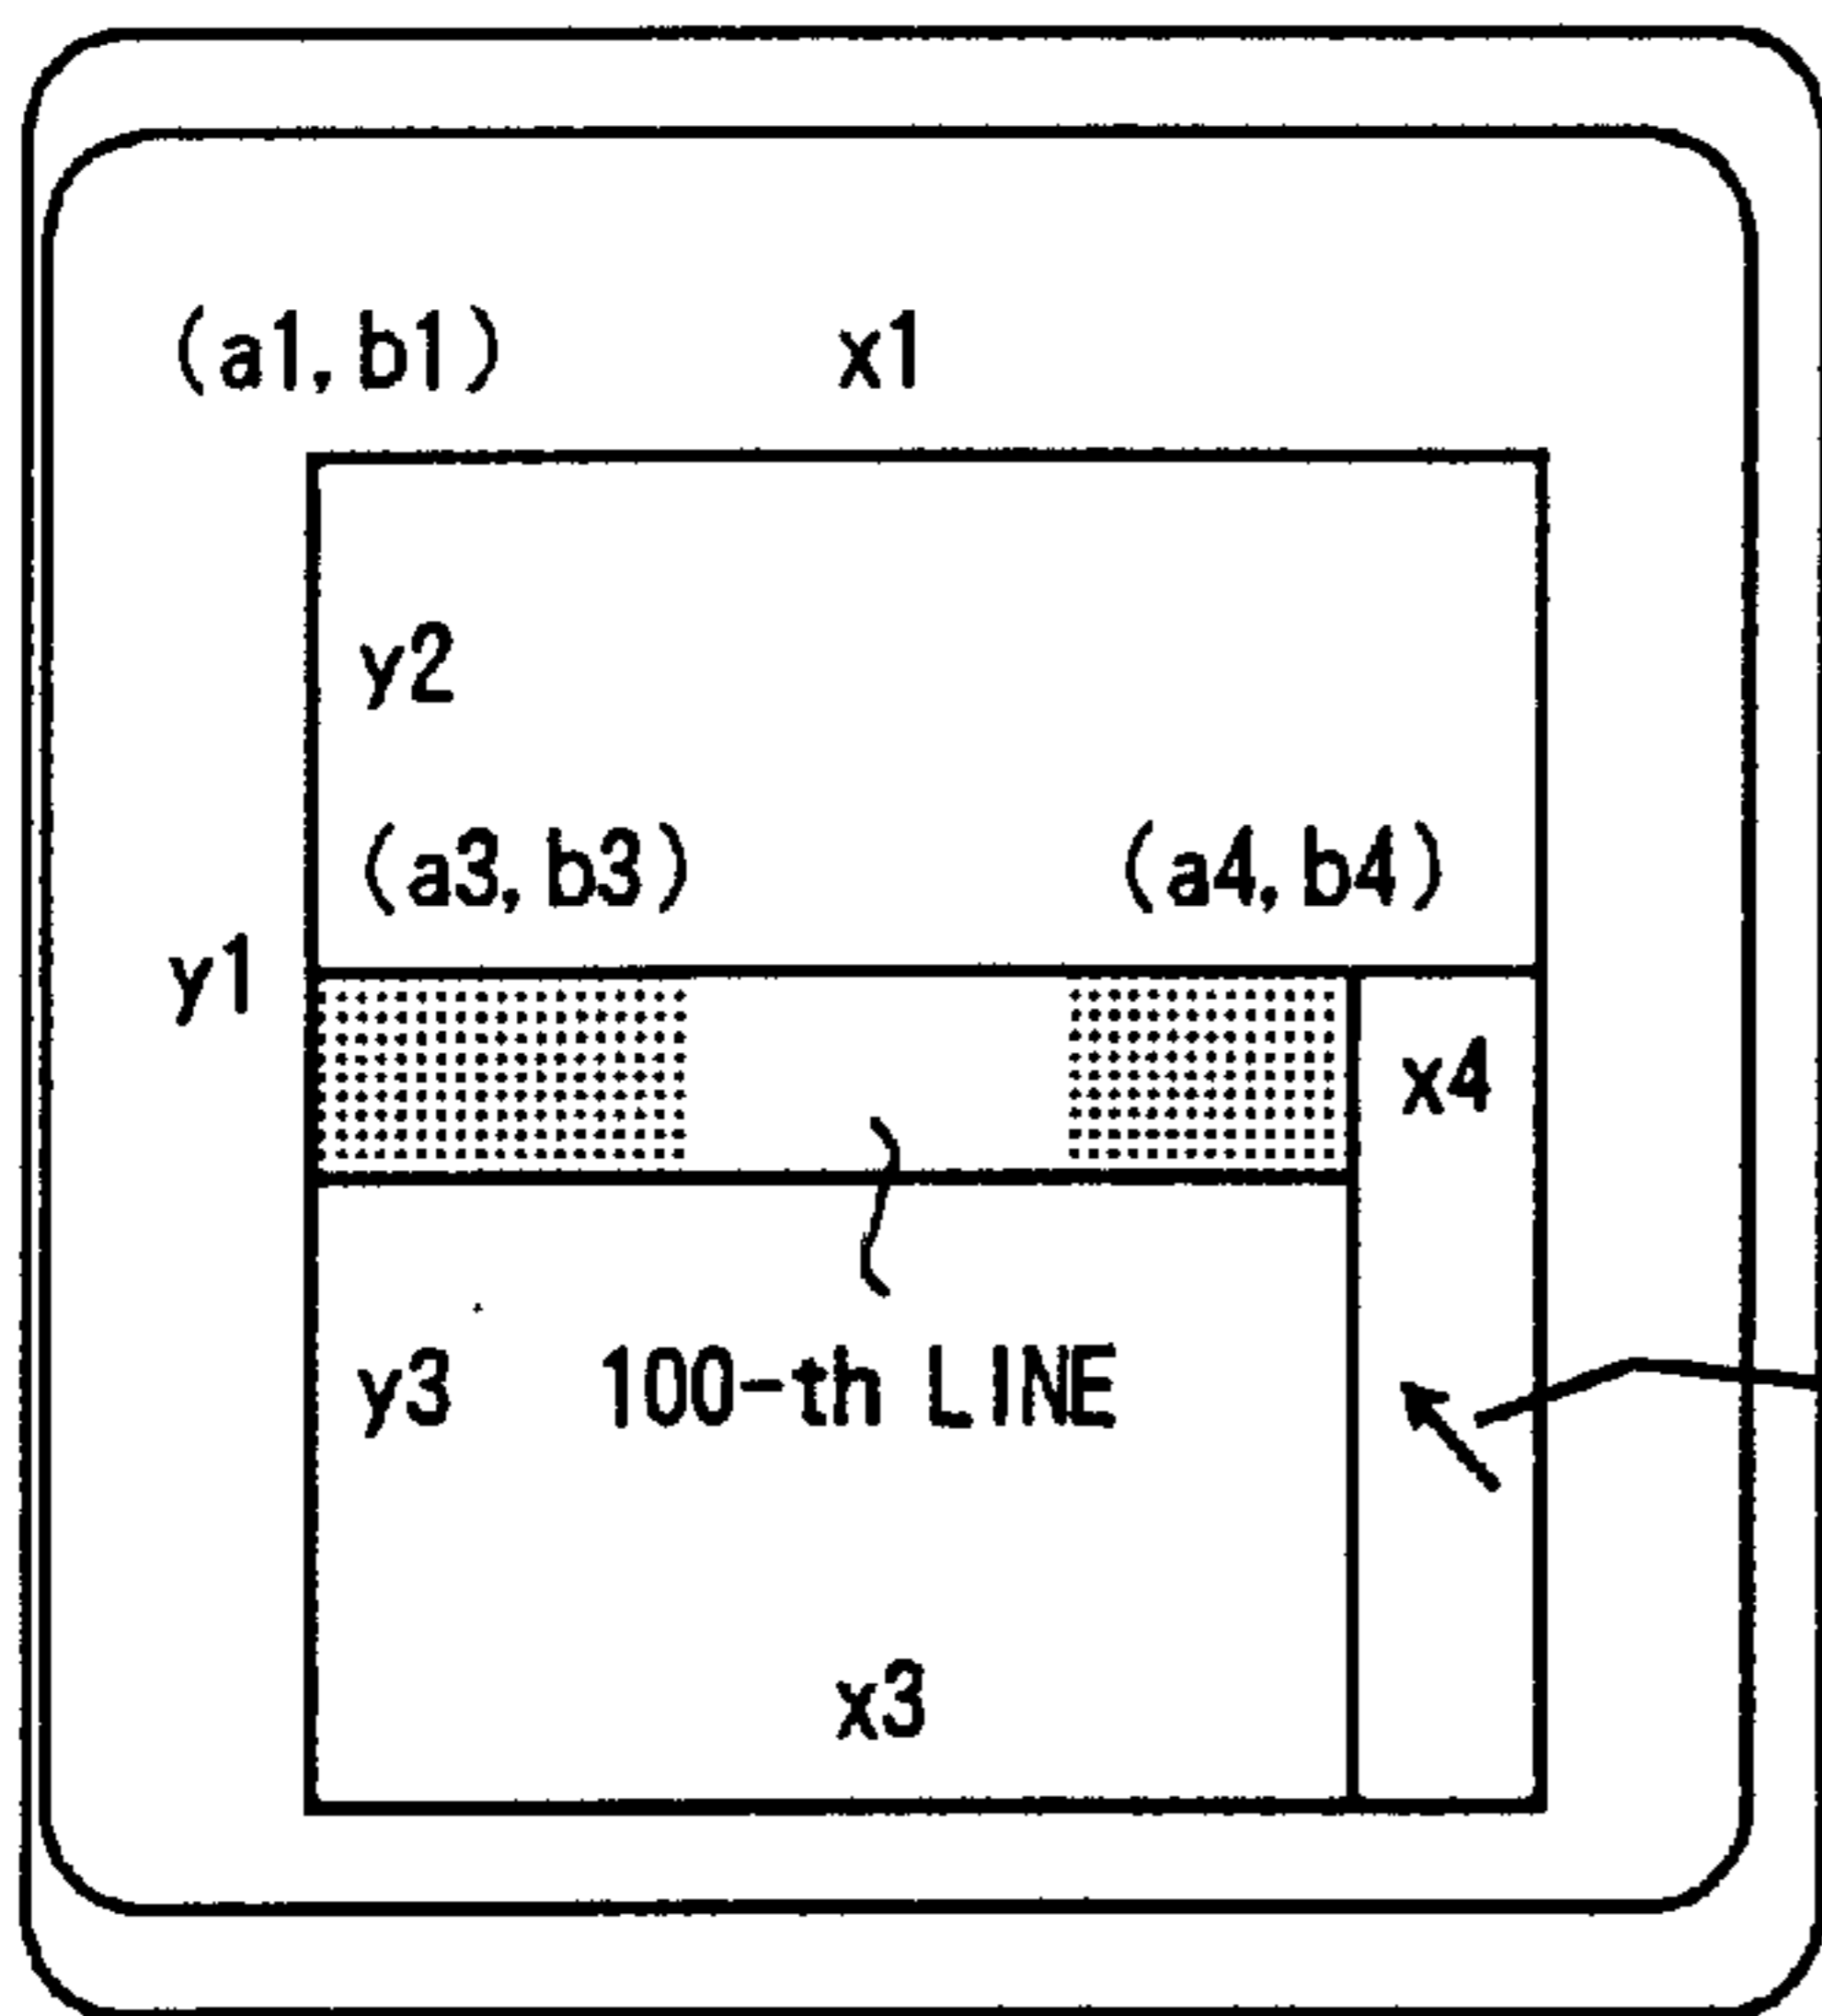 (a1, b1) x1
y2
(a3, b3) (a4, b4)
y1
x4
y3 100-th LINE
x3